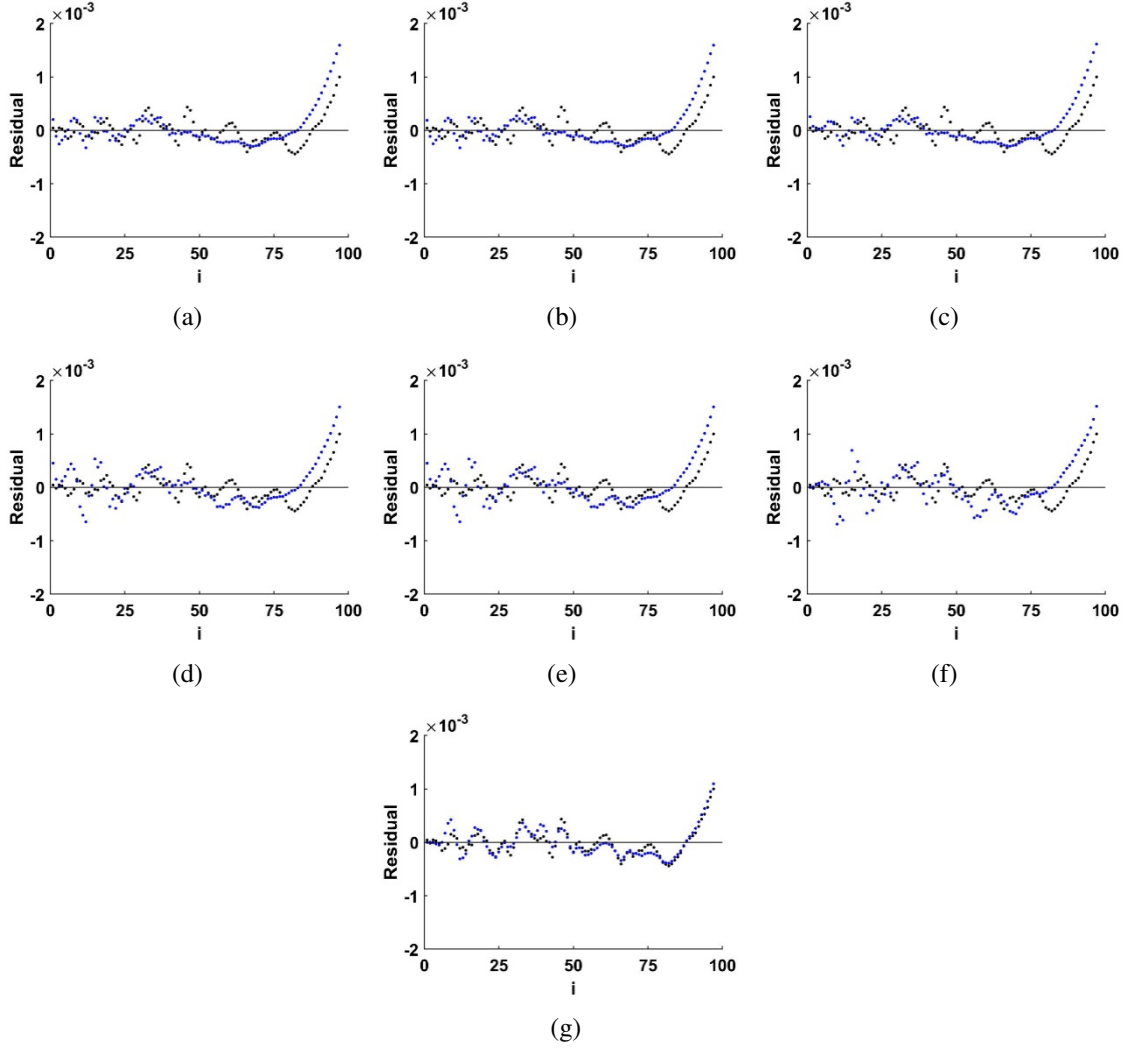 ×10-3 ×10-3 ×10-3
2 2 2
1 1 1
0 0 0
-1 -1 -1
-2 -2 -2
Residual Residual Residual
0 25 50 75 100 0 25 50 75 100 0 25 50 75 100
i i i
(a) (b) (c)
×10-3 ×10-3 ×10-3
2 2 2
1 1 1
0 0 0
-1 -1 -1
-2 -2 -2
Residual Residual Residual
0 25 50 75 100 0 25 50 75 100 0 25 50 75 100
i i i
(d) (e) (f)
×10-3
2
1
0
-1
-2
Residual
0 25 50 75 100
i
(g)